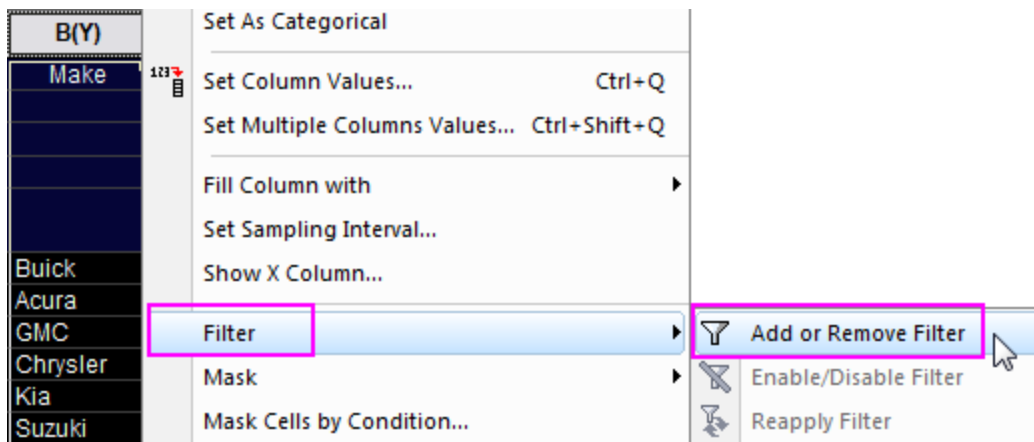 B(Y)
Make
Buick
Acura
GMC
Chrysler
Kia
Suzuki
Set As Categorical
123
Set Column Values... Ctrl+Q
Set Multiple Columns Values... Ctrl+Shift+Q
Fill Column with
Set Sampling Interval...
Show X Column...
Filter
Mask
Mask Cells by Condition...
Add or Remove Filter
Enable/Disable Filter
Reapply Filter